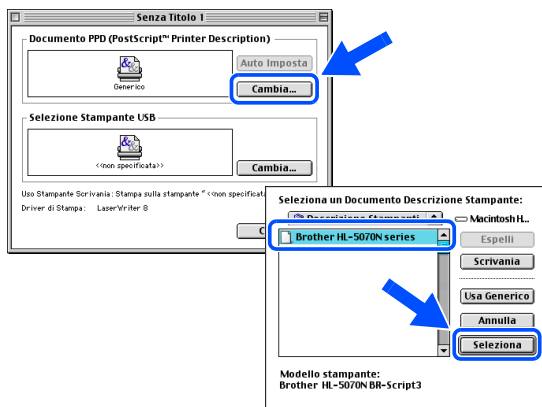 Senza Titolo 1
Documento PPD (PostScript™ Printer Description)
Generico
Auto Imposta
Cambia...
Selezione Stampante USB
<<non specificata>>
Cambia...
Uso Stampante Scrivania: Stampa sulla stampante "<<non specificata
Driver di Stampa: LaserWriter 8
Seleziona un Documento Descrizione Stampante:
Descrizione Stampanti
Macintosh H...
Brother HL-5070N series
Espelli
Scrivania
Usa Generico
Annulla
Seleziona
Modello stampante:
Brother HL-5070N BR-Script3